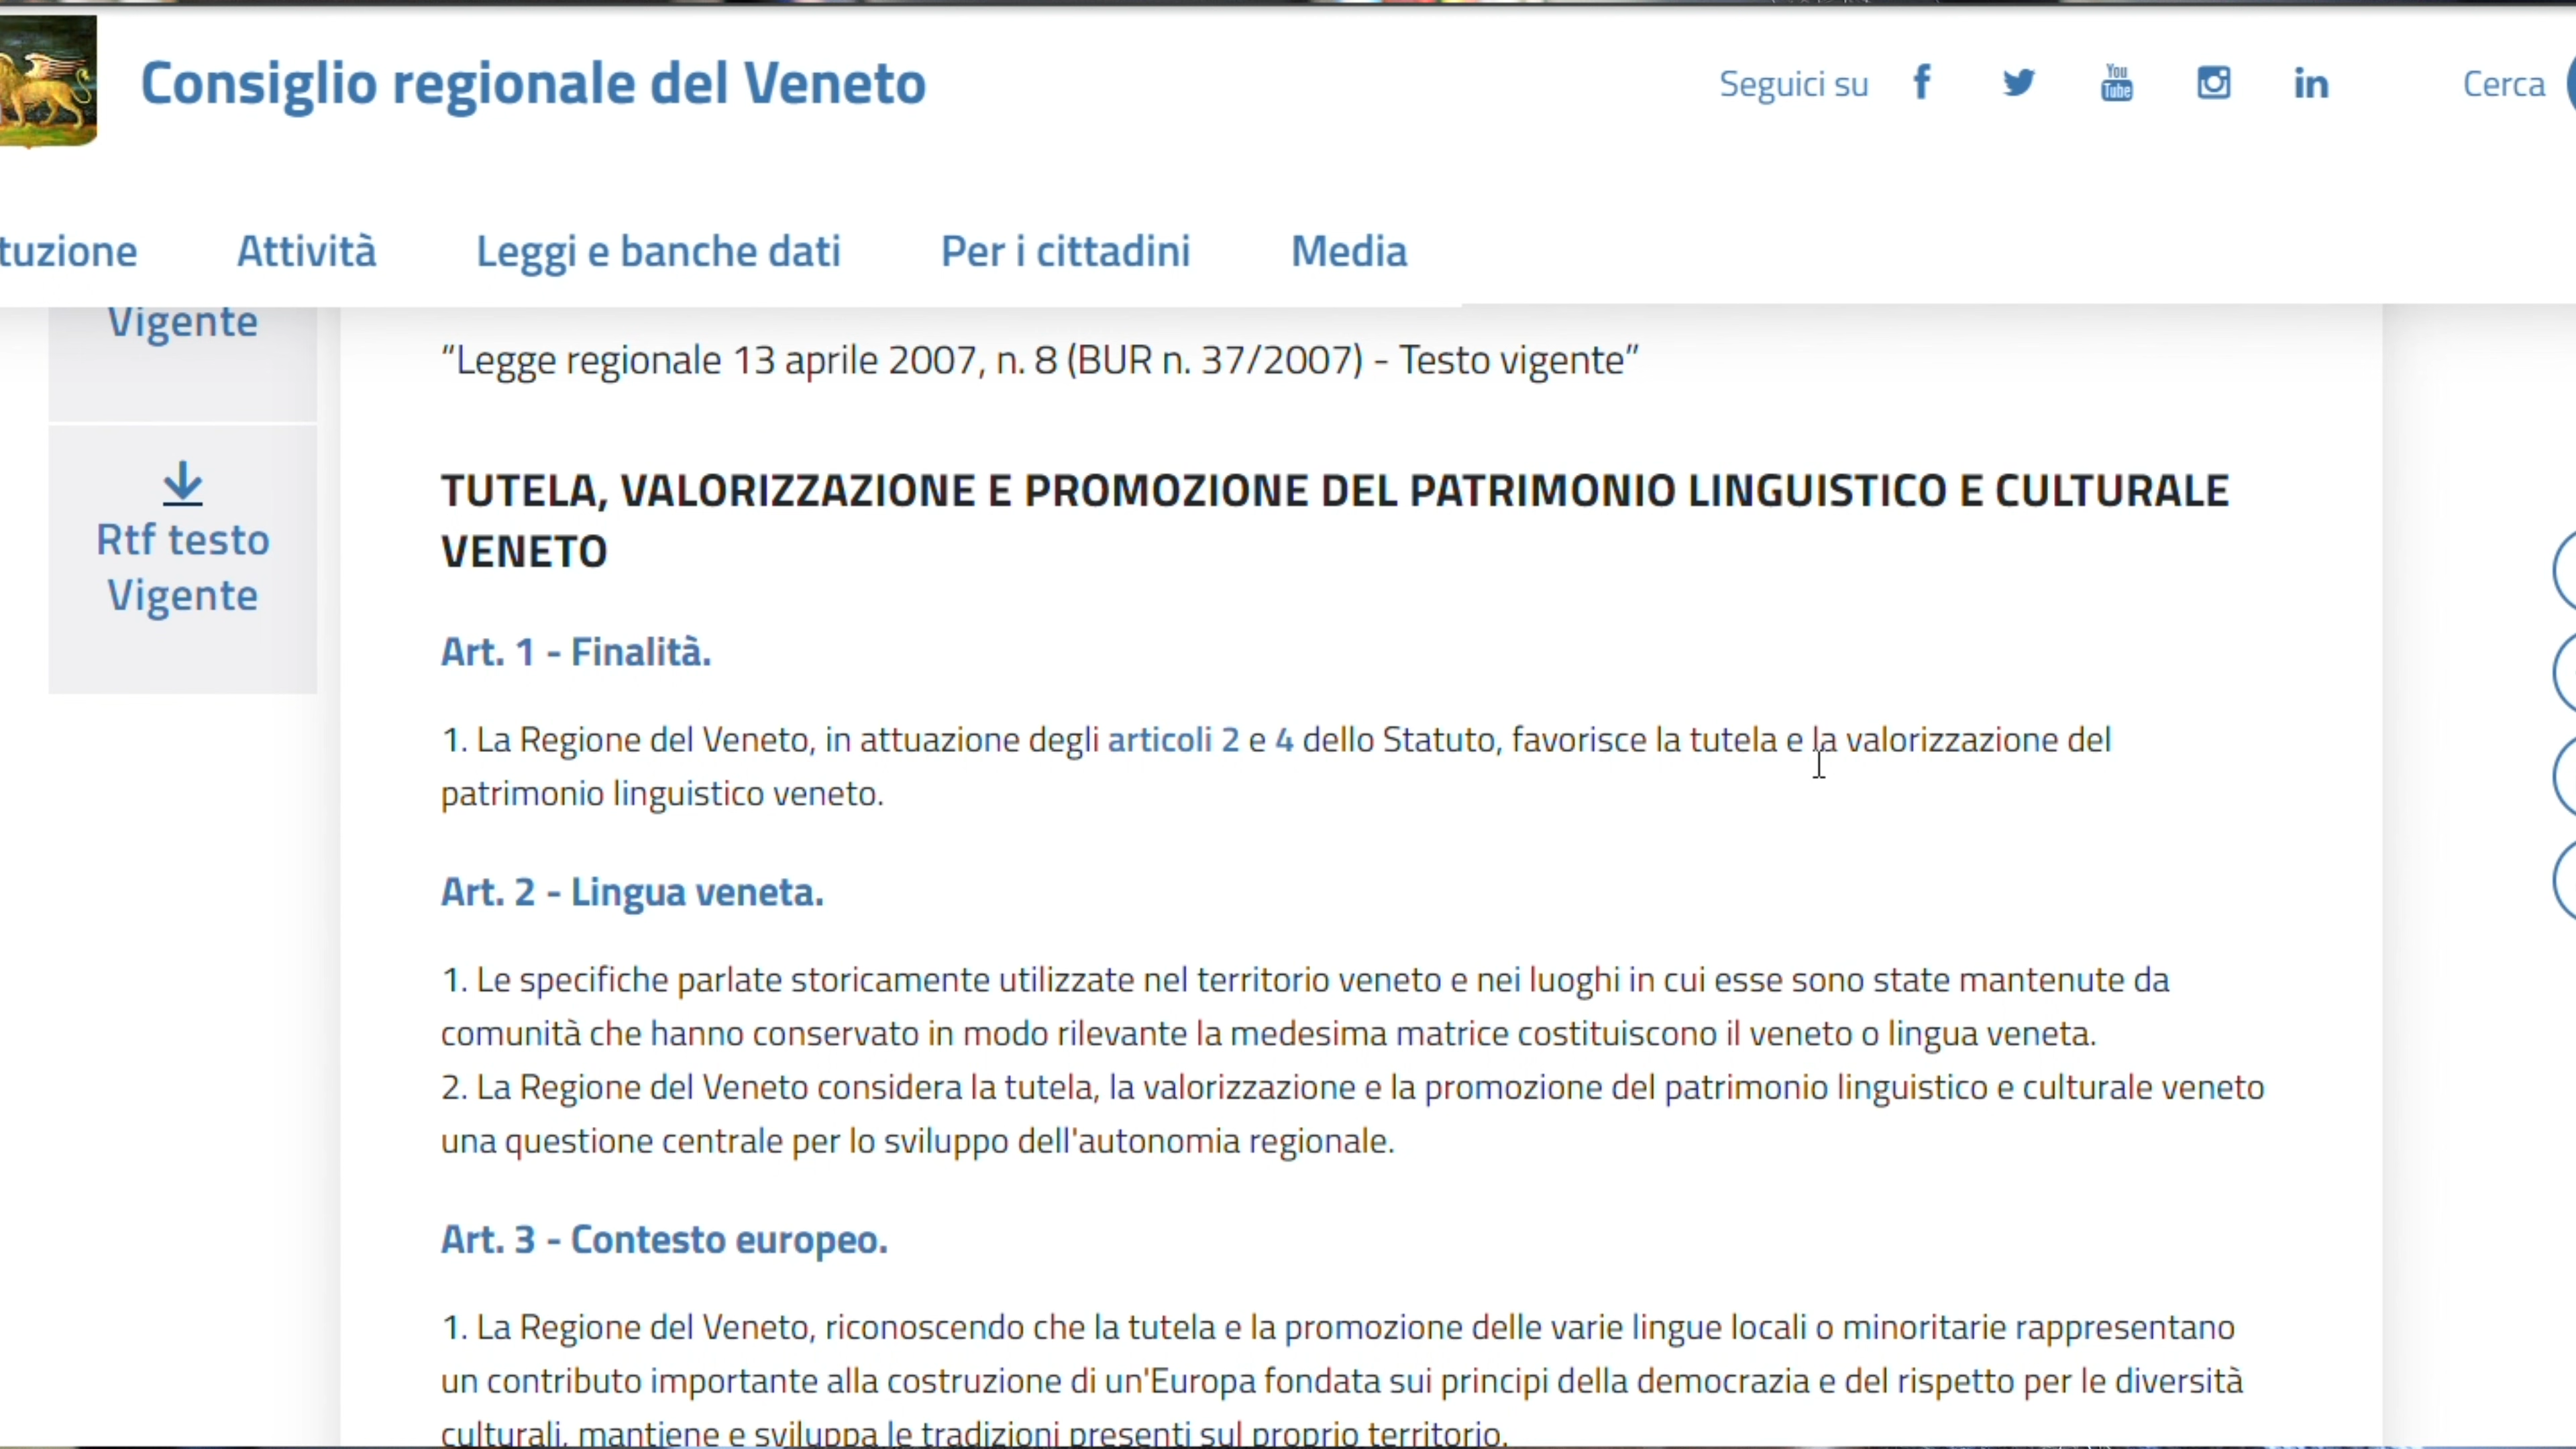 Consiglio regionale del Veneto
Seguici su
You
Tube
in
Cerca
tuzione
Attività
Leggi e banche dati
Per i cittadini
Media
Vigente
"Legge regionale 13 aprile 2007, n. 8 (BUR n. 37/2007) - Testo vigente"
Rtf testo
Vigente
TUTELA, VALORIZZAZIONE E PROMOZIONE DEL PATRIMONIO LINGUISTICO E CULTURALE
VENETO
Art. 1 - Finalità.
1. La Regione del Veneto, in attuazione degli articoli 2 e 4 dello Statuto, favorisce la tutela e la valorizzazione del
patrimonio linguistico veneto.
Art. 2 - Lingua veneta.
1. Le specifiche parlate storicamente utilizzate nel territorio veneto e nei luoghi in cui esse sono state mantenute da
comunità che hanno conservato in modo rilevante la medesima matrice costituiscono il veneto o lingua veneta.
2. La Regione del Veneto considera la tutela, la valorizzazione e la promozione del patrimonio linguistico e culturale veneto
una questione centrale per lo sviluppo dell'autonomia regionale.
Art. 3 - Contesto europeo.
1. La Regione del Veneto, riconoscendo che la tutela e la promozione delle varie lingue locali o minoritarie rappresentano
un contributo importante alla costruzione di un'Europa fondata sui principi della democrazia e del rispetto per le diversità
culturali, mantiene e sviluppa le tradizioni presenti sul proprio territorio.